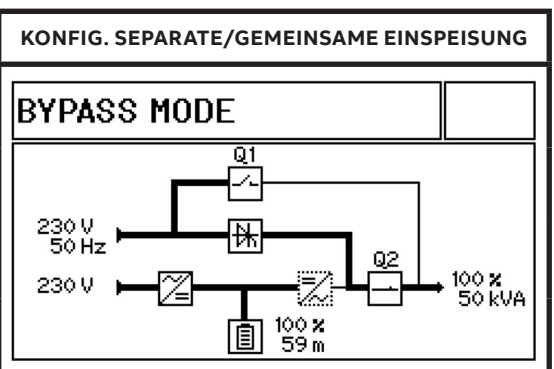 KONFIG. SEPARATE/GEMEINSAME EINSPEISUNG
BYPASS MODE
Q1
230 V
50 Hz
Q2
230 V
100 %
50 kVA
100 %
59 m